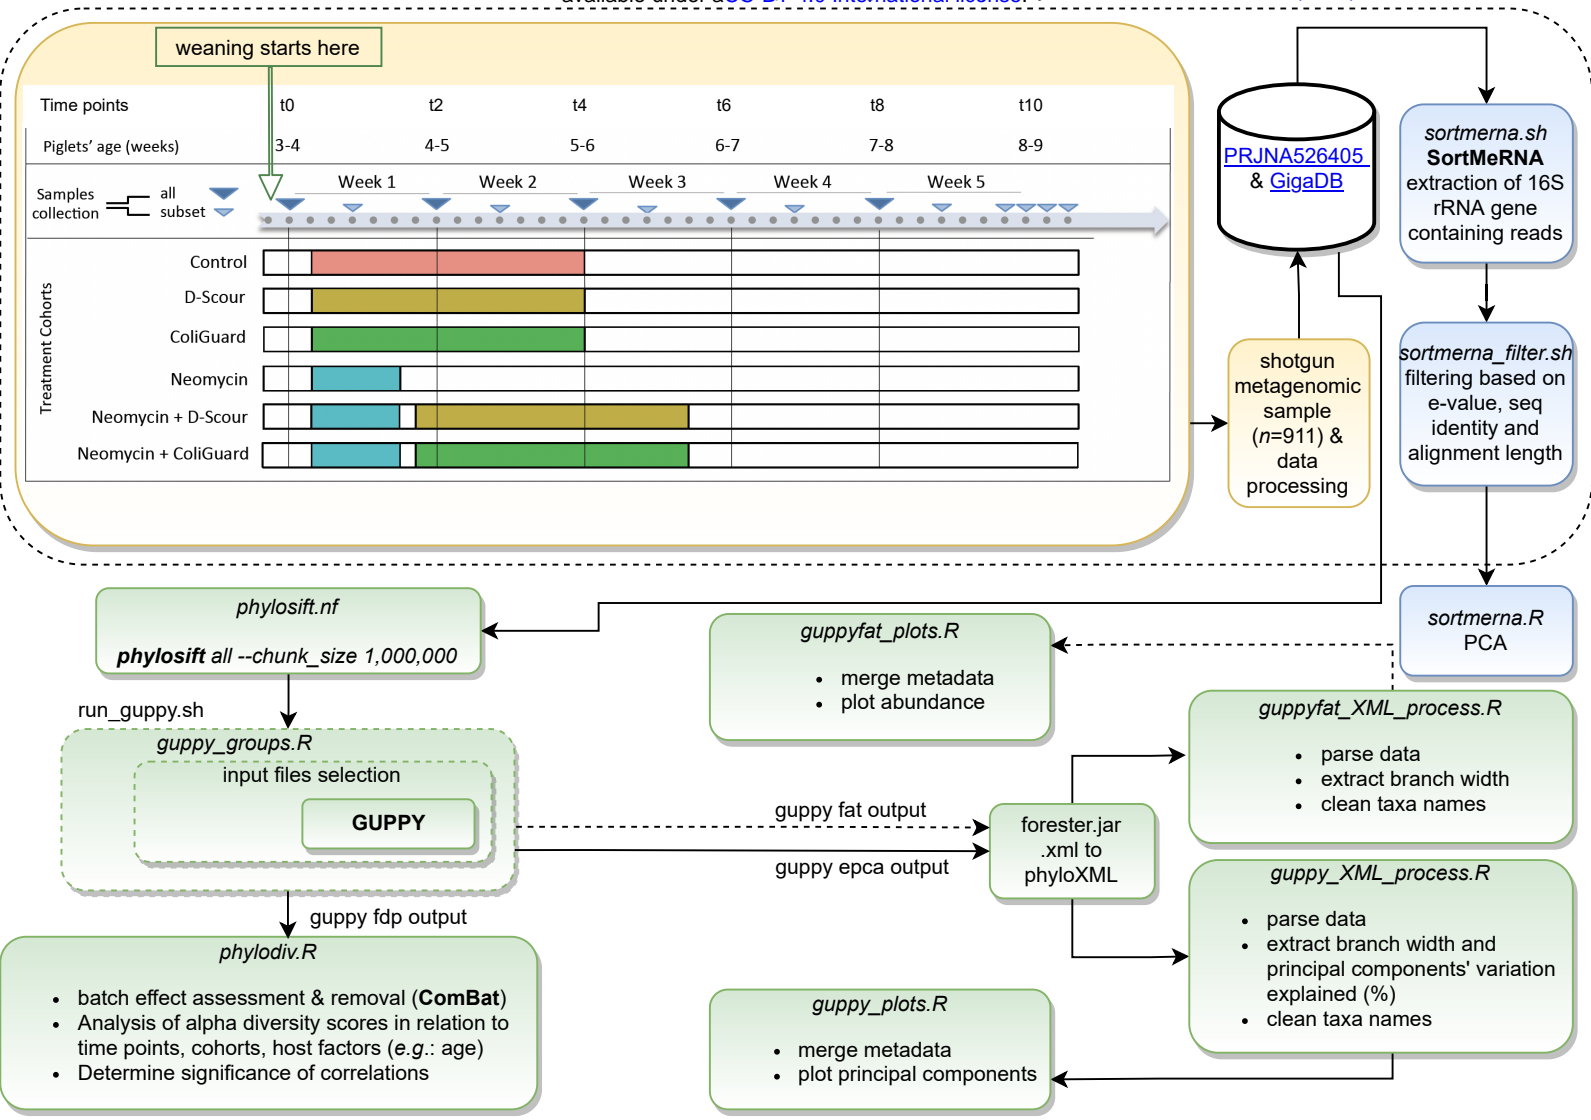 weaning starts here
Time points t0 t2 t4 t6 t8 t10
Piglets' age (weeks) 3-4 4-5 5-6 6-7 7-8 8-9
Samples collection all subset
Week 1 Week 2 Week 3 Week 4 Week 5
Treatment Cohorts
Control
D-Scour
ColiGuard
Neomycin
Neomycin + D-Scour
Neomycin + ColiGuard
PRJNA526405
& GigaDB
shotgun
metagenomic
sample
(n=911) &
data
processing
sortmerna.sh
SortMeRNA
extraction of 16S
rRNA gene
containing reads
sortmerna_filter.sh
filtering based on
e-value, seq
identity and
alignment length
sortmerna.R
PCA
phylosift.nf
phylosift all --chunk_size 1,000,000
run_guppy.sh
guppy_groups.R
input files selection
GUPPY
guppy fdp output
phylodiv.R
• batch effect assessment & removal (ComBat)
• Analysis of alpha diversity scores in relation to
time points, cohorts, host factors (e.g.: age)
• Determine significance of correlations
guppy fat output
guppy epca output
forester.jar
.xml to
phyloXML
guppyfat_plots.R
• merge metadata
• plot abundance
guppyfat_XML_process.R
• parse data
• extract branch width
• clean taxa names
guppy_XML_process.R
• parse data
• extract branch width and
principal components' variation
explained (%)
• clean taxa names
guppy_plots.R
• merge metadata
• plot principal components